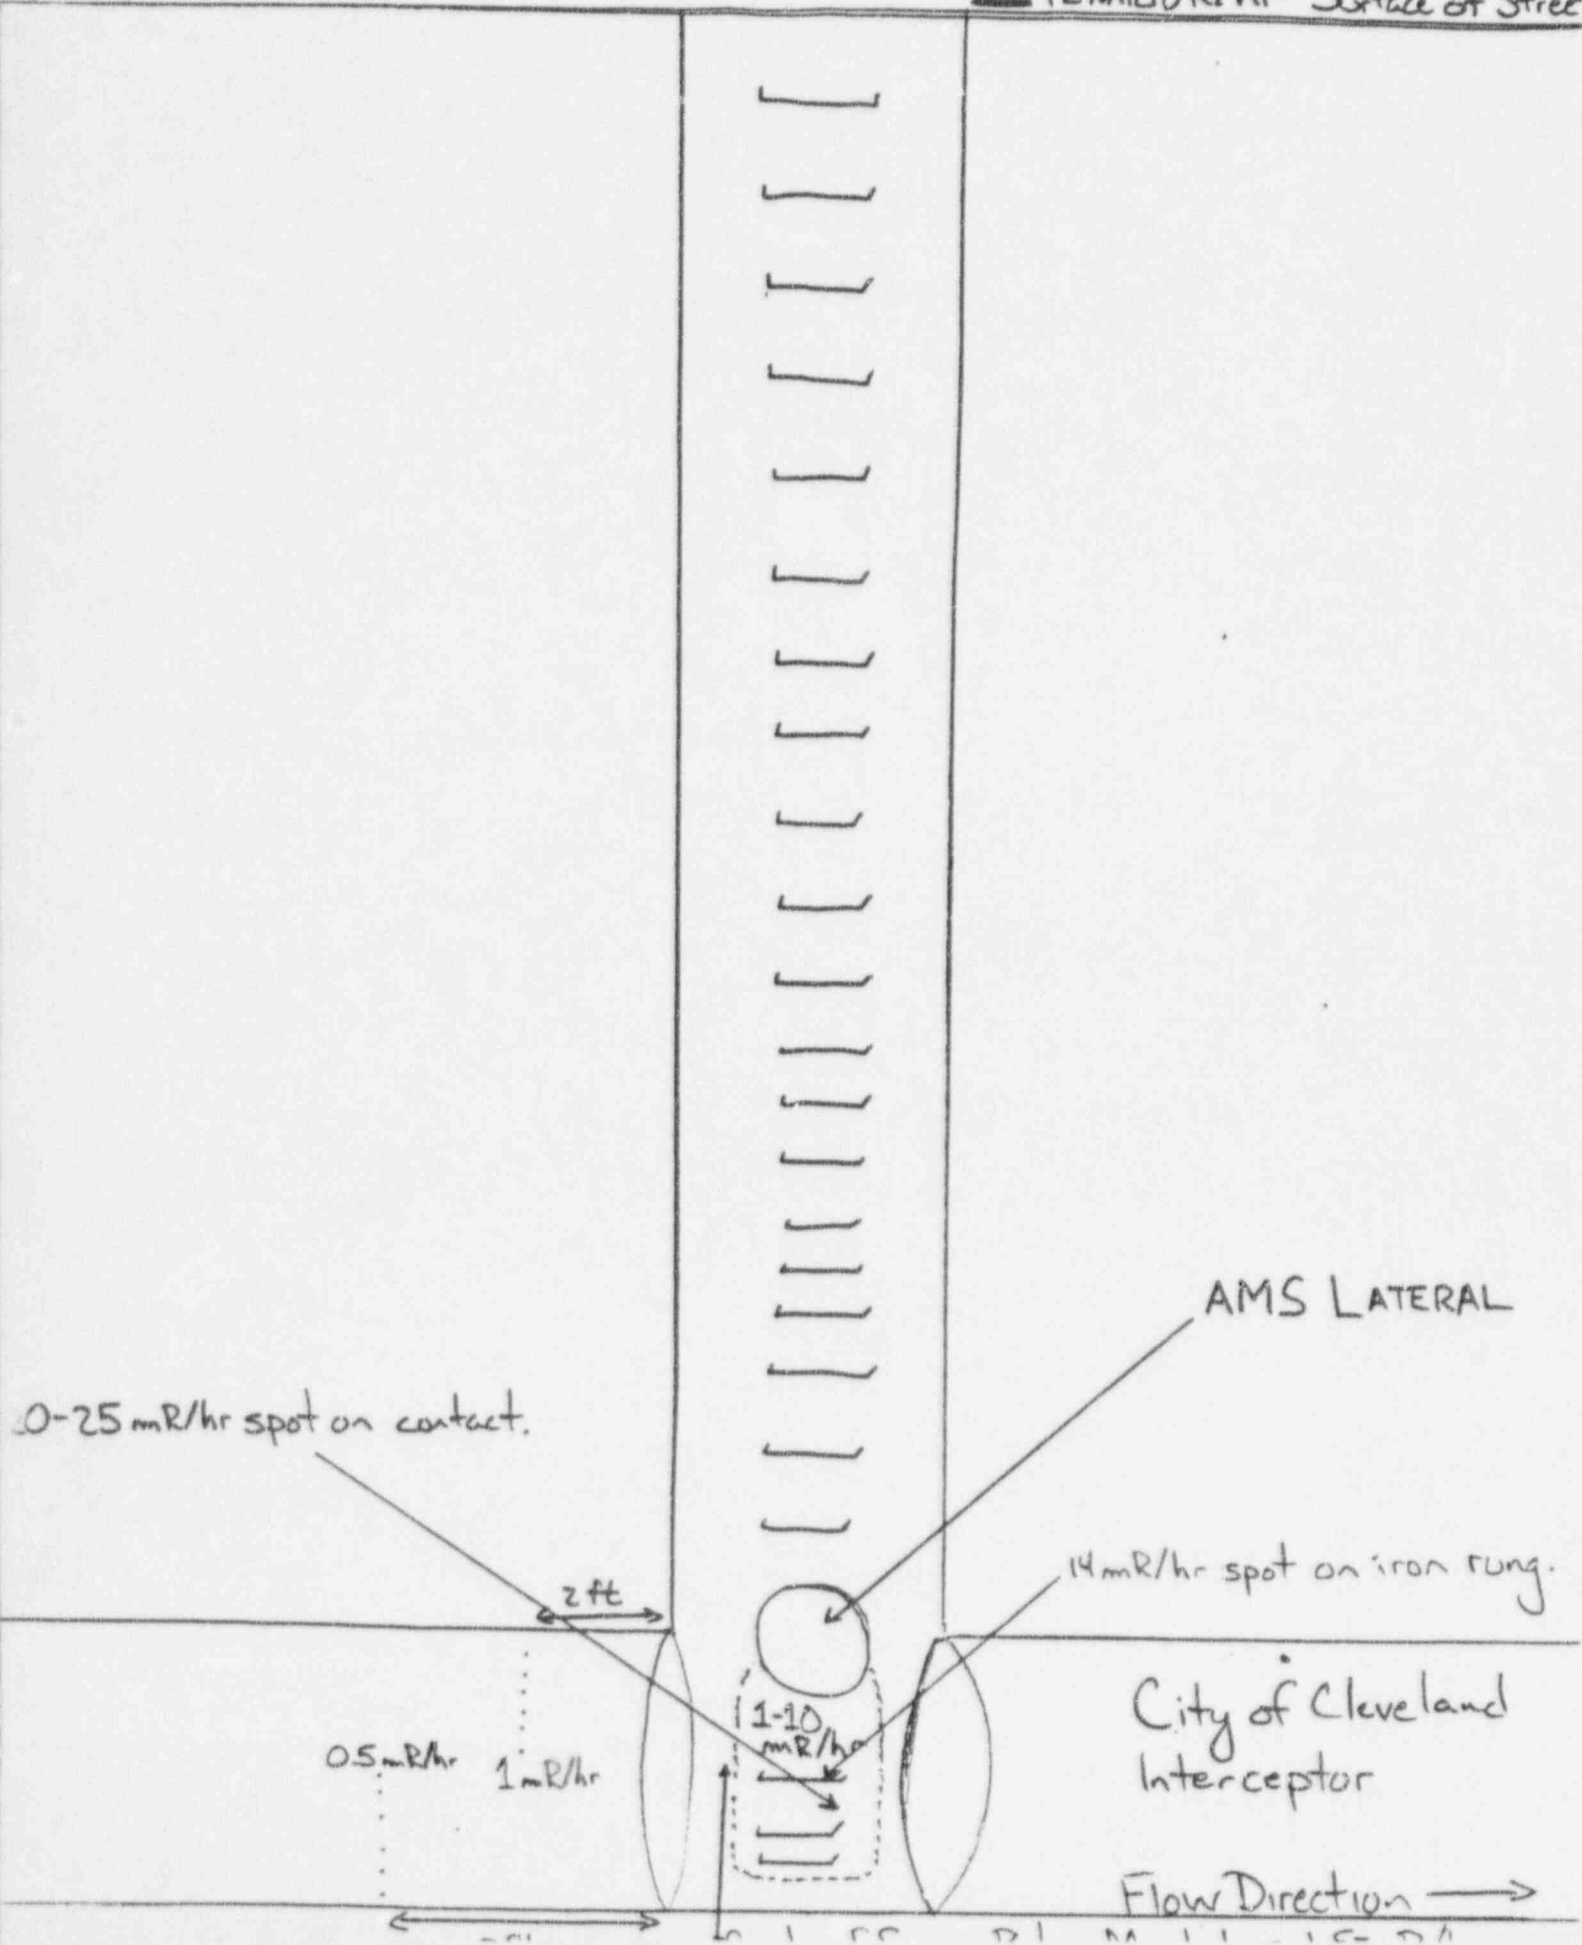 Surface of Stree
AMS LATERAL
0-25 mR/hr spot on contact.
14 mR/hr spot on iron rung.
2 ft
1-10
mR/hr
0.5 mR/hr
1 mR/hr
City of Cleveland
Interceptor
Flow Direction